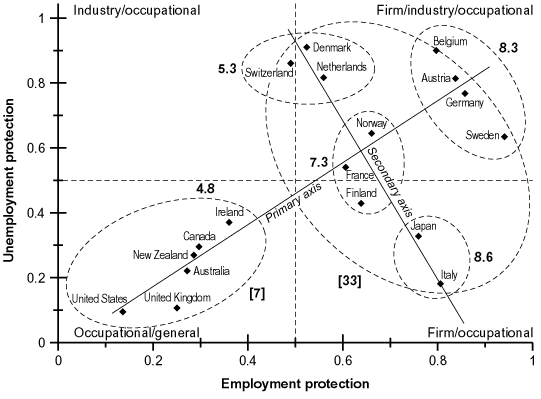 Industry/occupational
Firm/industry/occupational
1
0.8
0.6
0.4
0.2
0
Unemployment protection
Belgium
8.3
Denmark
5.3
Switzerland
Netherlands
Austria
Germany
Norway
Sweden
7.3
France
Secondary axis
4.8
Primary axis
Finland
Ireland
Japan
Canada
New Zealand
Australia
8.6
[7]
[33]
Italy
United States
United Kingdom
Occupational/general
Firm/occupational
0
0.2
0.4
0.6
0.8
1
Employment protection